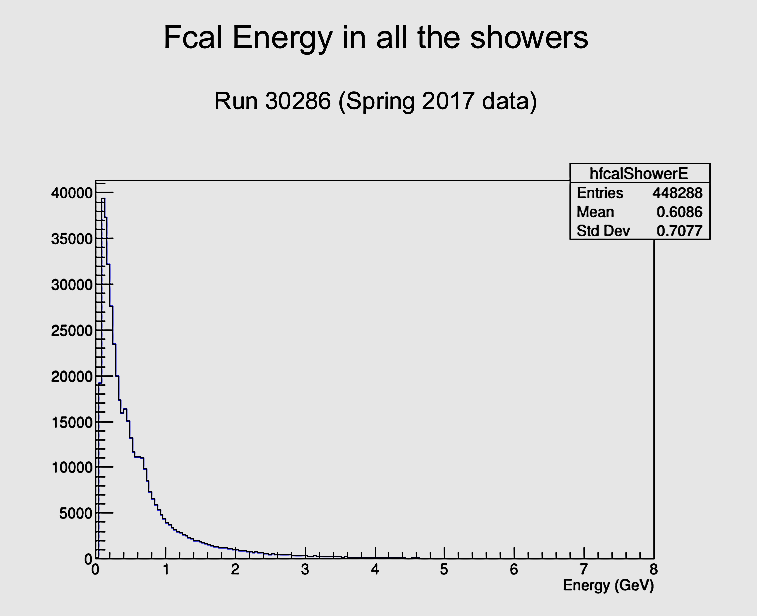 Fcal Energy in all the showers
Run 30286 (Spring 2017 data)
hfcalShowerE
Entries 448288
Mean 0.6086
Std Dev 0.7077
40000
35000
30000
25000
20000
15000
10000
5000
0
0 1 2 3 4 5 6 7 8
Energy (GeV)